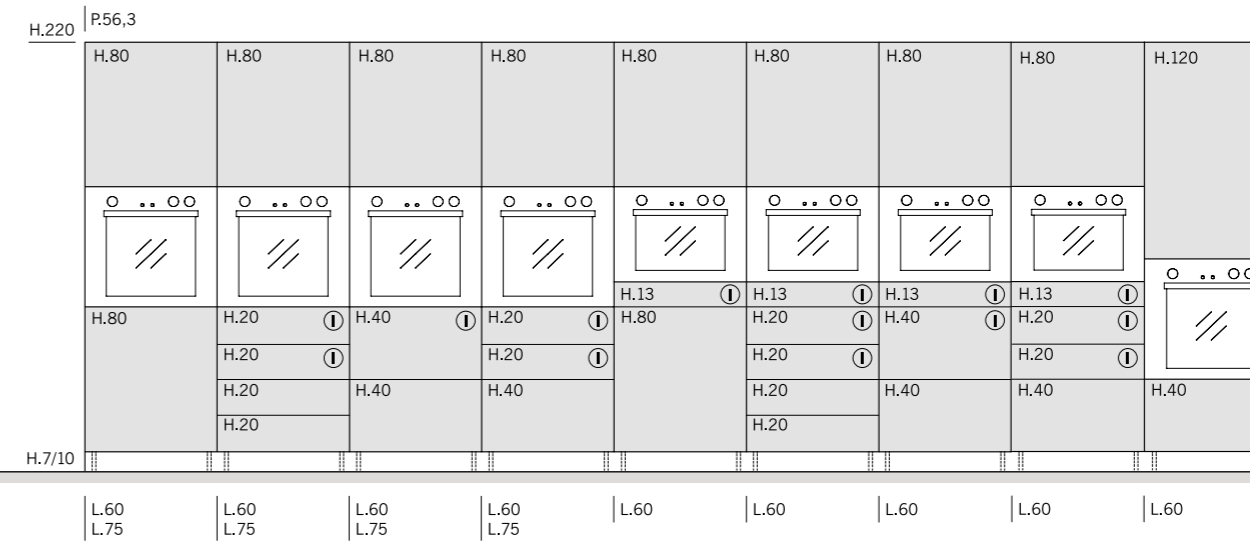 P.56,3
H.220
H.80 H.80 H.80 H.80 H.80 H.80 H.80 H.80 H.120
H.13 H.13 H.13 H.13
H.80 H.20 H.40 H.20 H.80 H.20 H.40 H.20
H.20 H.20 H.20 H.20
H.20 H.40 H.40 H.20 H.40 H.40 H.40
H.20 H.20
H.7/10
L.60 L.60 L.60 L.60 L.60 L.60 L.60 L.60 L.60
L.75 L.75 L.75 L.75